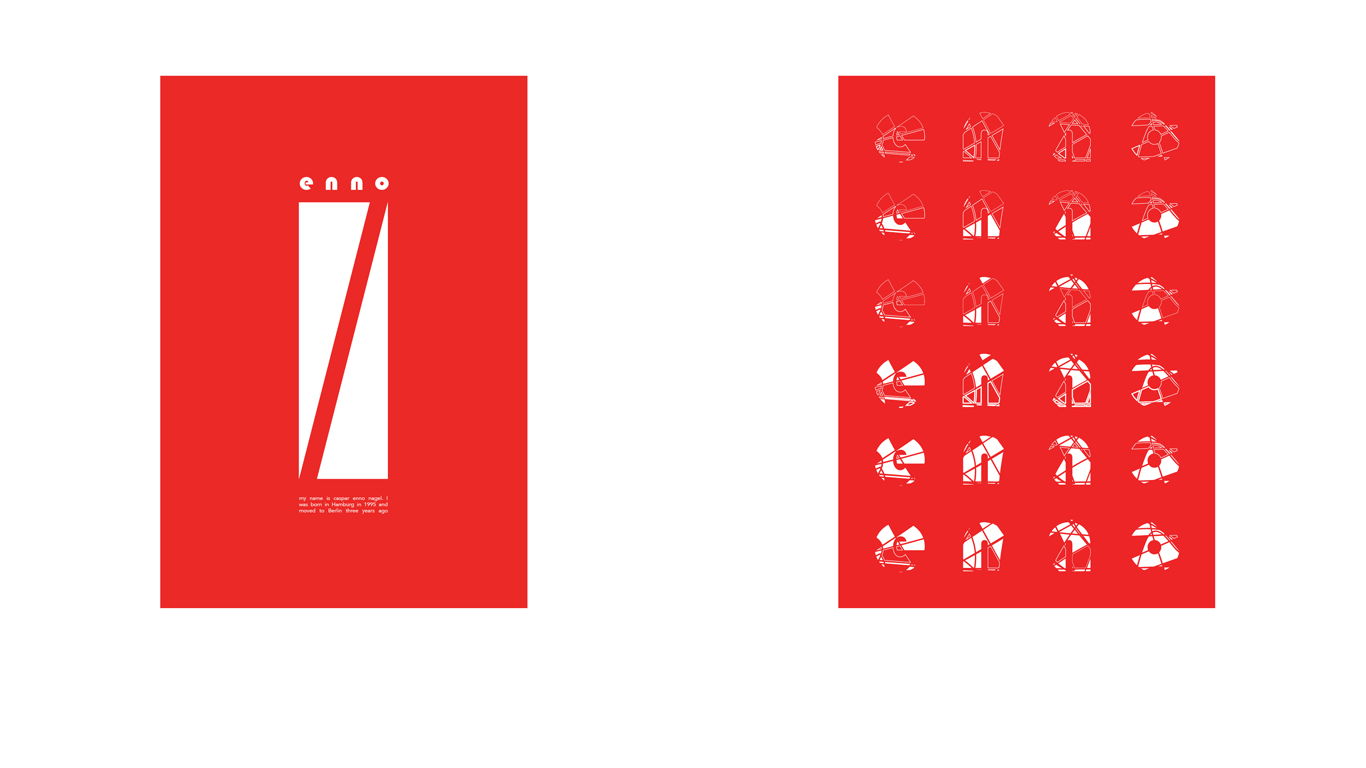 enno
my name is caspar enno nagel. I
was born in Hamburg in 1995 and
moved to Berlin three years ago
e n n o
e n n o
e n n o
e n n o
e n n o
e n n o